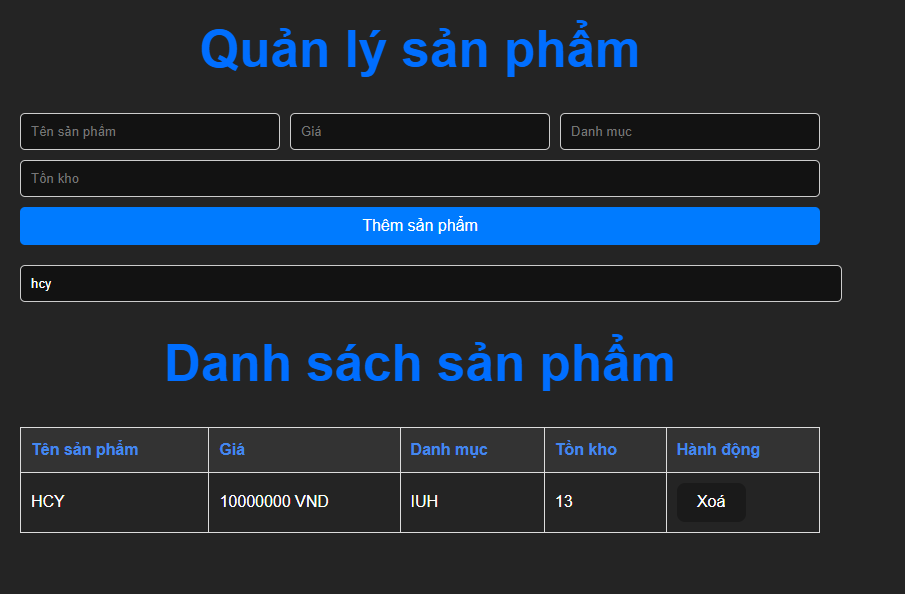 Quản lý sản phẩm
Tên sản phẩm Giá Danh mục
Tồn kho
Thêm sản phẩm
hcy
Danh sách sản phẩm
Tên sản phẩm Giá Danh mục Tồn kho Hành động
HCY 10000000 VND IUH 13 Xoá